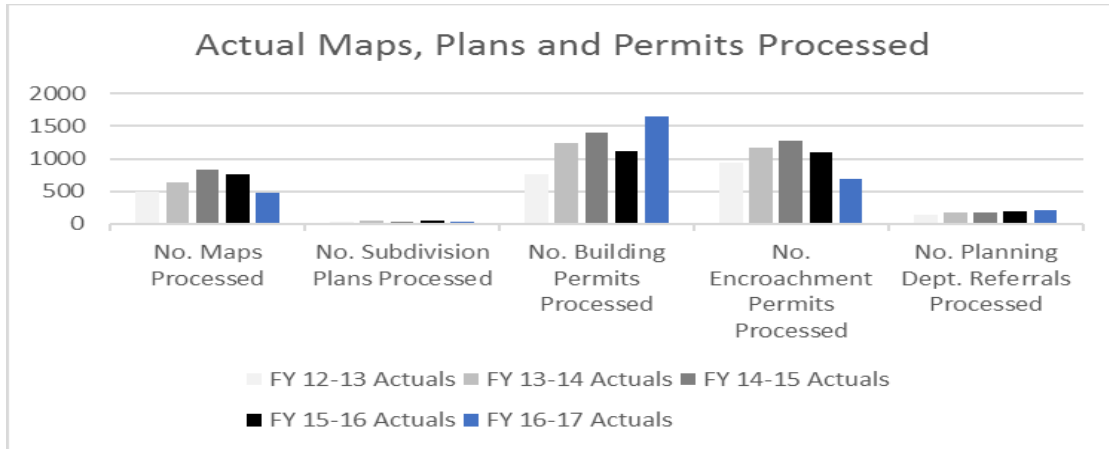 Actual Maps, Plans and Permits Processed
2000
1500
1000
500
0
No. Maps
Processed
No. Subdivision
Plans Processed
No. Building
Permits
Processed
No.
Encroachment
Permits
Processed
No. Planning
Dept. Referrals
Processed
FY 12-13 Actuals FY 13-14 Actuals FY 14-15 Actuals
FY 15-16 Actuals FY 16-17 Actuals